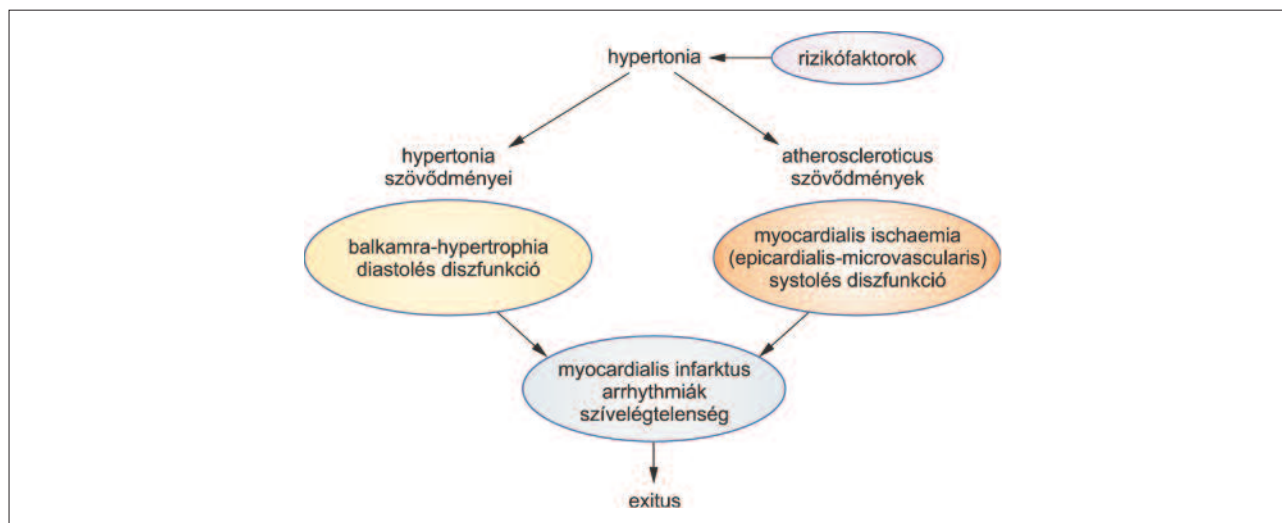 hypertonia
rizikófaktorok
hypertonia
szövődményei
atheroscleroticus
szövődmények
balkamra-hypertrophia
diastolés diszfunkció
myocardialis ischaemia
(epicardialis-microvascularis)
systolés diszfunkció
myocardialis infarktus
arrhythmiák
szívelégtelenség
exitus